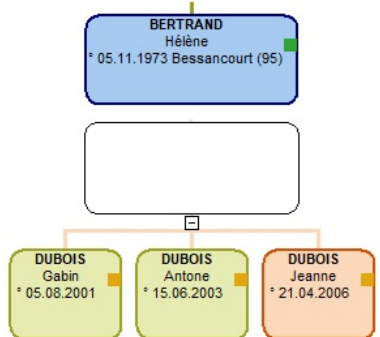 BERTRAND
Hélène
° 05.11.1973 Bessancourt (95)
DUBOIS
Gabin
° 05.08.2001
DUBOIS
Antone
° 15.06.2003
DUBOIS
Jeanne
° 21.04.2006